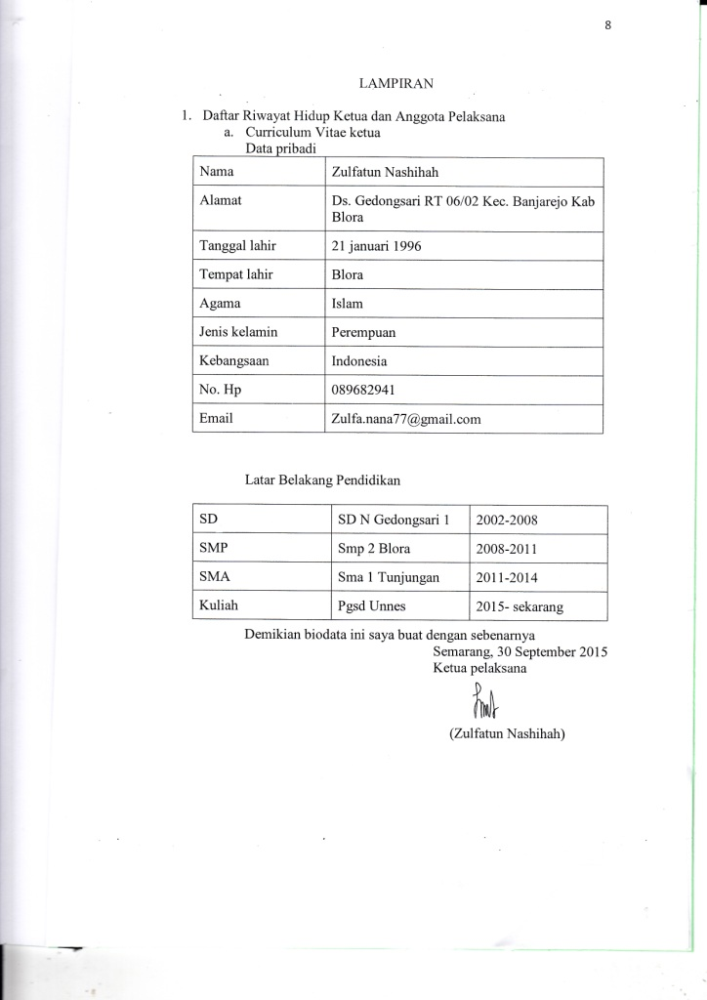 8
LAMPIRAN
1. Daftar Riwayat Hidup Ketua dan Anggota Pelaksana
a. Curriculum Vitae ketua
Data pribadi
Nama Zulfatun Nashihah
Alamat Ds. Gedongsari RT 06/02 Kec. Banjarejo Kab
Blora
Tanggal lahir 21 januari 1996
Tempat lahir Blora
Agama Islam
Jenis kelamin Perempuan
Kebangsaan Indonesia
No. Hp 089682941
Email Zulfa.nana77@gmail.com
Latar Belakang Pendidikan
SD SD N Gedongsari 1 2002-2008
SMP Smp 2 Blora 2008-2011
SMA Sma 1 Tunjungan 2011-2014
Kuliah Pgsd Unnes 2015- sekarang
Demikian biodata ini saya buat dengan sebenarnya
Semarang, 30 September 2015
Ketua pelaksana
(Zulfatun Nashihah)